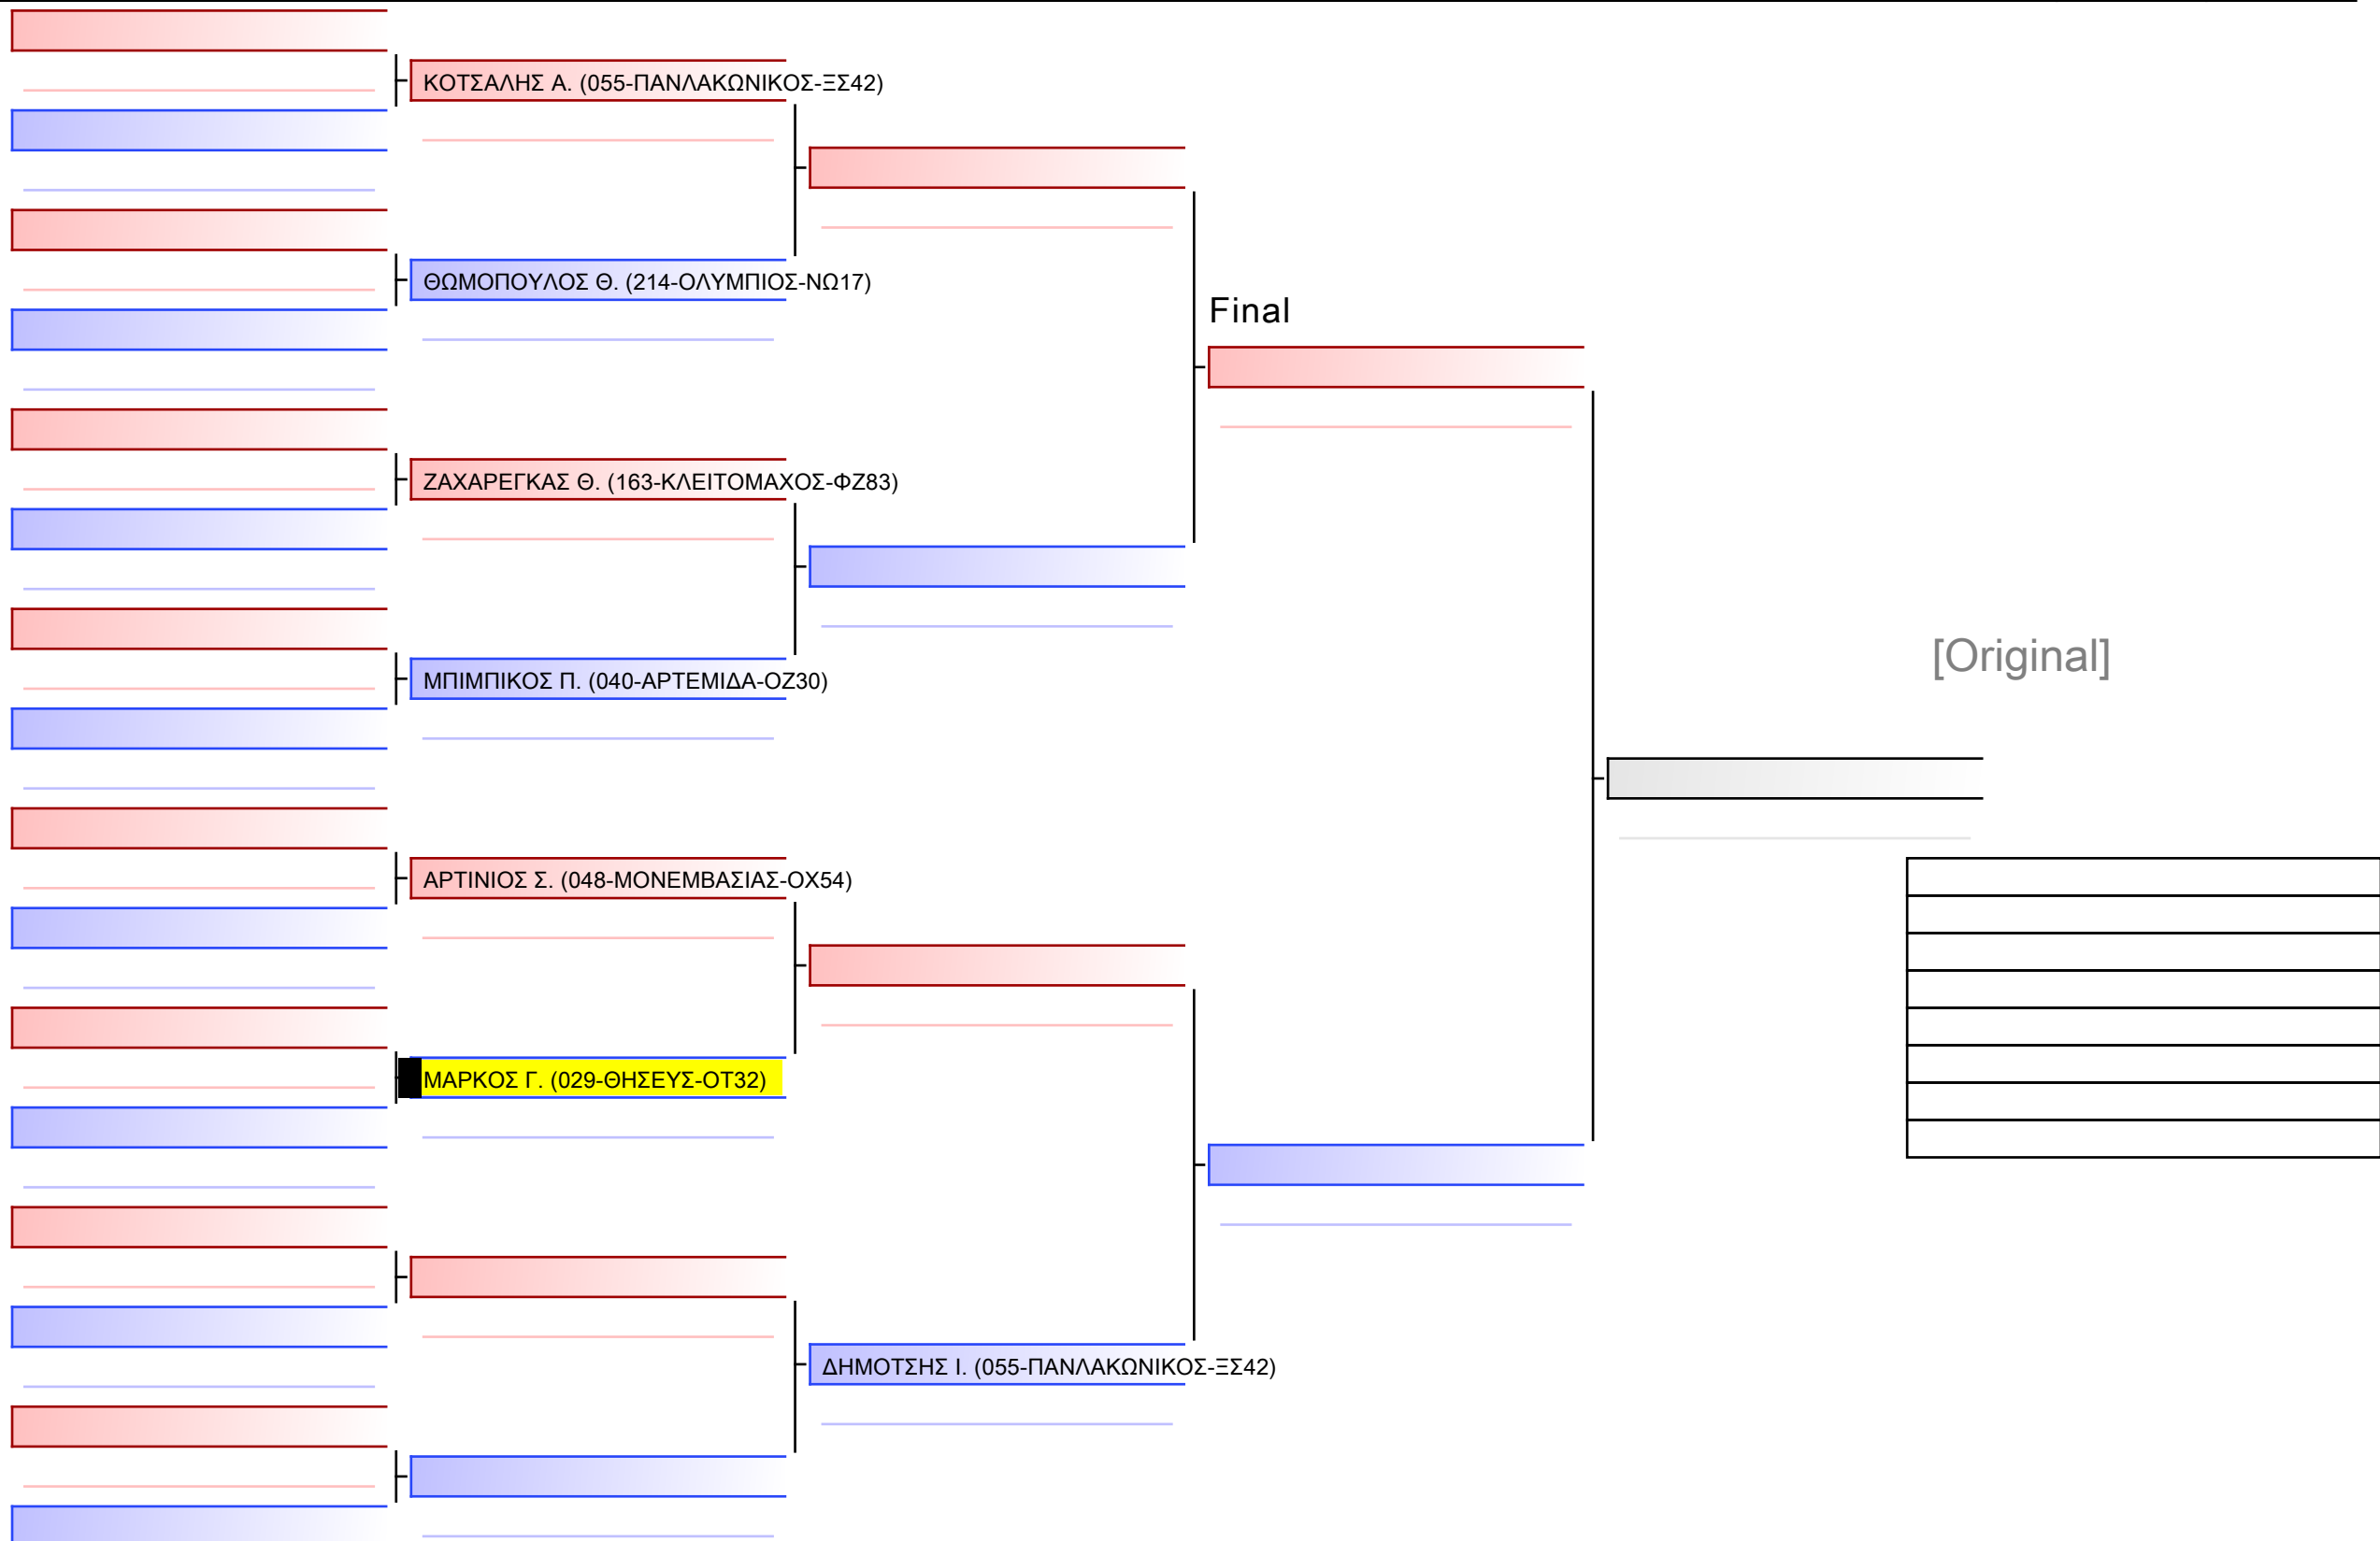 ΚΟΤΣΑΛΗΣ Α. (055-ΠΑΝΛΑΚΩΝΙΚΟΣ-ΞΣ42)
ΘΩΜΟΠΟΥΛΟΣ Θ. (214-ΟΛΥΜΠΙΟΣ-ΝΩ17)
Final
ΖΑΧΑΡΕΓΚΑΣ Θ. (163-ΚΛΕΙΤΟΜΑΧΟΣ-ΦΖ83)
[Original]
ΜΠΙΜΠΙΚΟΣ Π. (040-ΑΡΤΕΜΙΔΑ-ΟΖ30)
ΑΡΤΙΝΙΟΣ Σ. (048-ΜΟΝΕΜΒΑΣΙΑΣ-ΟΧ54)
ΜΑΡΚΟΣ Γ. (029-ΘΗΣΕΥΣ-ΟΤ32)
ΔΗΜΟΤΣΗΣ Ι. (055-ΠΑΝΛΑΚΩΝΙΚΟΣ-ΞΣ42)